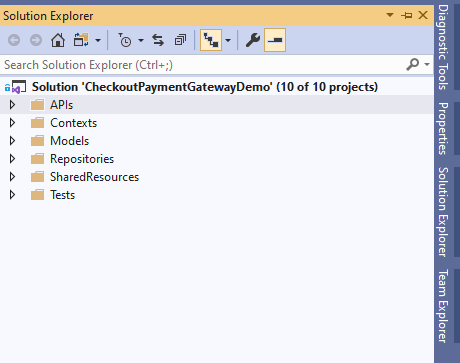 Solution Explorer
Search Solution Explorer (Ctrl+;)
Solution 'CheckoutPaymentGatewayDemo' (10 of 10 projects)
APIs
Contexts
Models
Repositories
SharedResources
Tests
Diagnostic Tools
Properties
Solution Explorer
Team Explorer